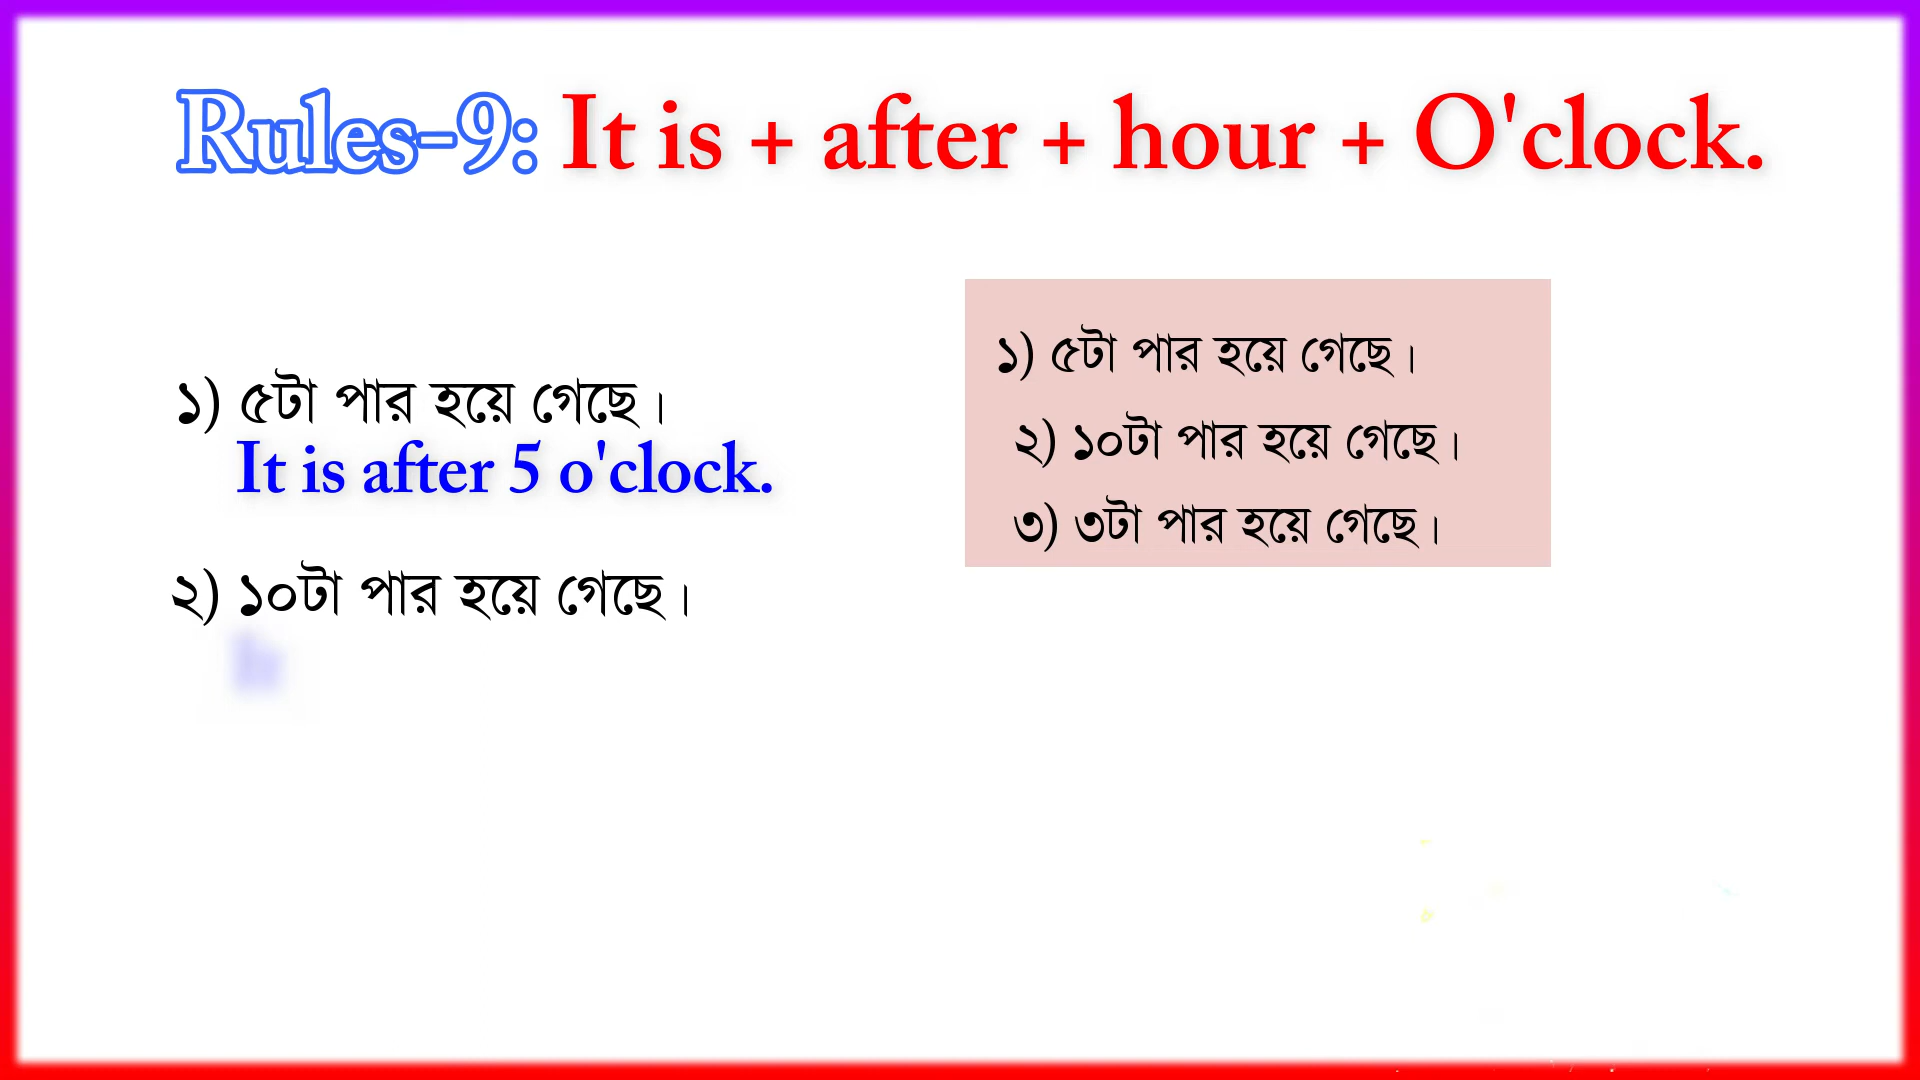 Rules-9: It is + after + hour + O'clock.
১) ৫টা পার হয়ে গেছে।
It is after 5 o'clock.
২) ১০টা পার হয়ে গেছে।
১) ৫টা পার হয়ে গেছে।
২) ১০টা পার হয়ে গেছে।
৩) ৩টা পার হয়ে গেছে।